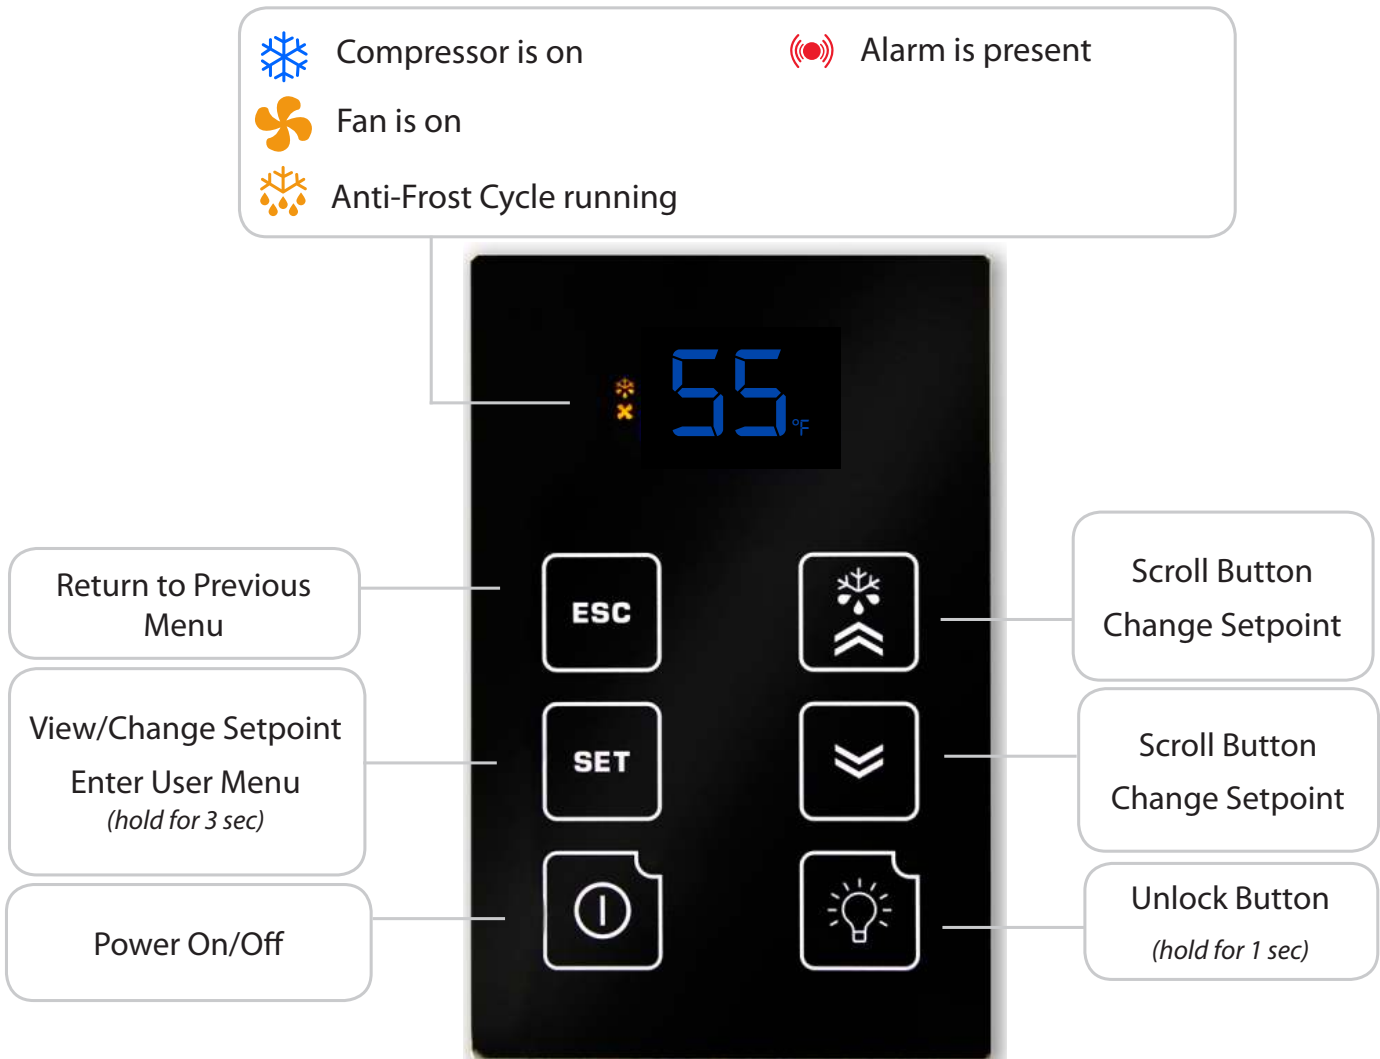 Compressor is on
Alarm is present
Fan is on
Anti-Frost Cycle running
55 °F
Return to Previous
Menu
ESC
Scroll Button
Change Setpoint
View/Change Setpoint
Enter User Menu
(hold for 3 sec)
SET
Scroll Button
Change Setpoint
Power On/Off
Unlock Button
(hold for 1 sec)